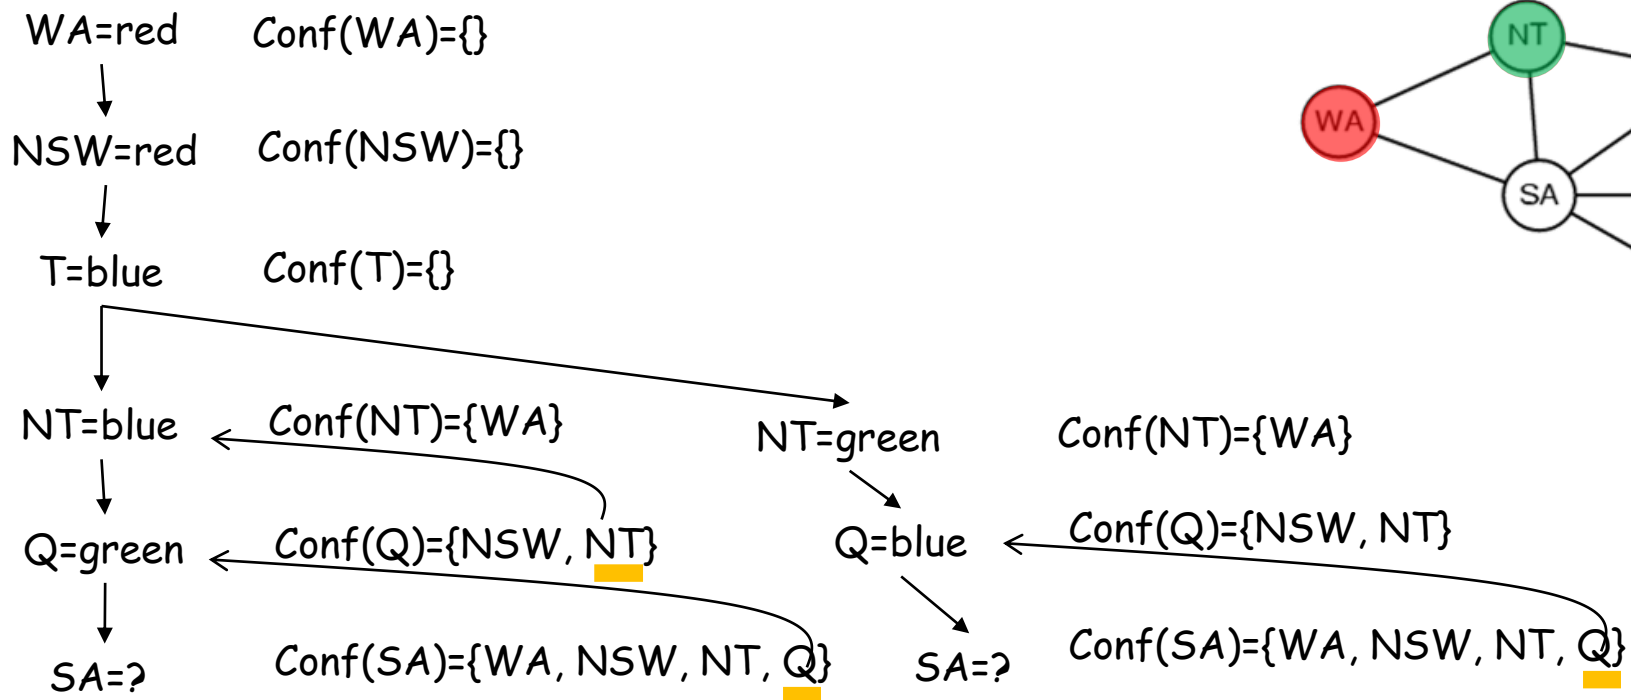 WA=red Conf(WA)={}
NT
WA
NSW=red Conf(NSW)={}
SA
T=blue Conf(T)={}
NT=blue Conf(NT)={WA}
NT=green Conf(NT)={WA}
Q=green Conf(Q)={NSW, NT}
Q=blue Conf(Q)={NSW, NT}
SA=? Conf(SA)={WA, NSW, NT, Q}
SA=? Conf(SA)={WA, NSW, NT, Q}